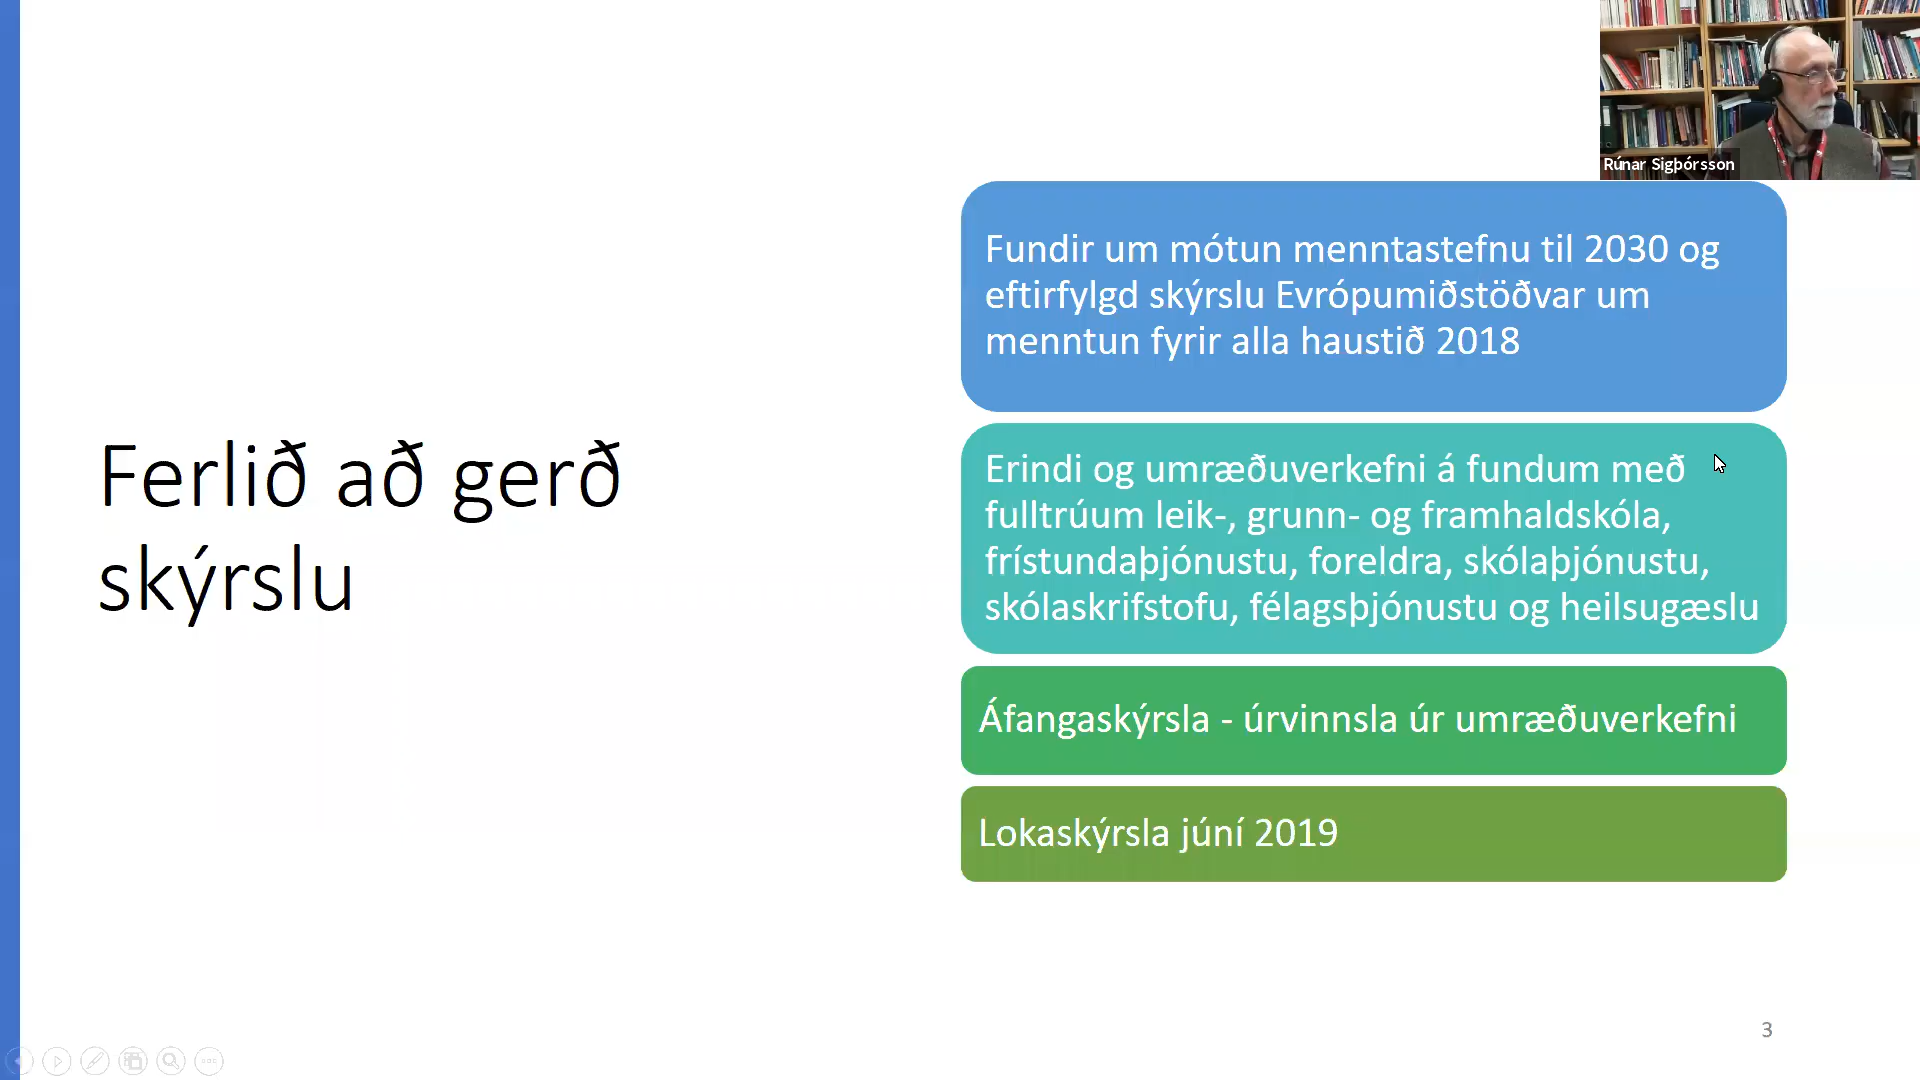 Rúnar Sigþórsson
Ferlið að gerð
skýrslu
Fundir um mótun menntastefnu til 2030 og
eftirfylgd skýrslu Evrópumiðstöðvar um
menntun fyrir alla haustið 2018
Erindi og umræðuverkefni á fundum með
fulltrúum leik-, grunn- og framhaldskóla,
frístundaþjónustu, foreldra, skólaþjónustu,
skólaskrifstofu, félagsþjónustu og heilsugæslu
Áfangaskýrsla - úrvinnsla úr umræðuverkefni
Lokaskýrsla júní 2019
3